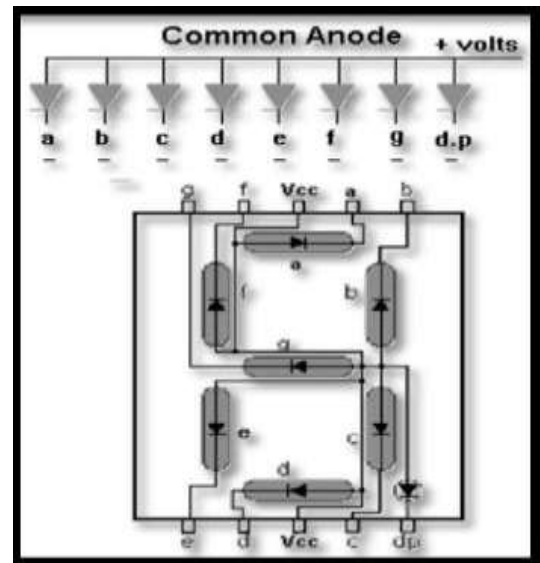 Common Anode
+ volts
a b c d e f g d.p
g f Vcc a b
a
f b
g
e c
d
e d Vcc c dp